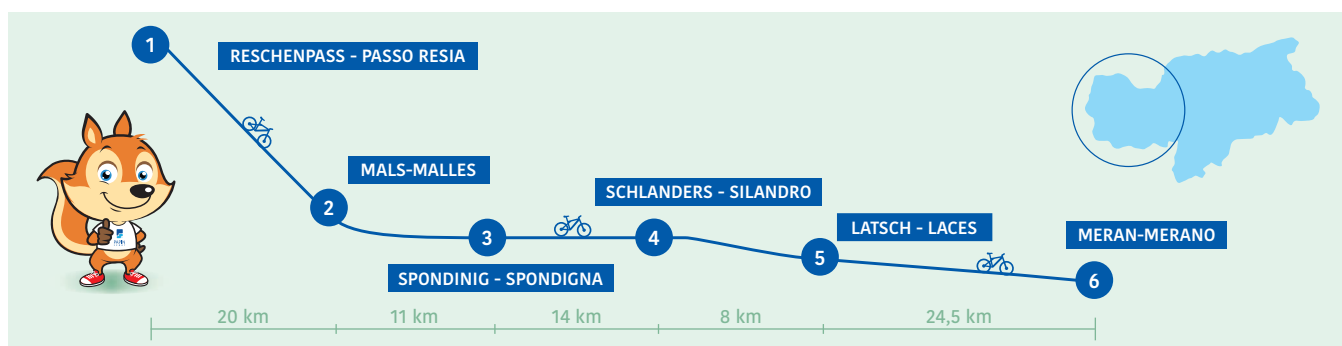 1
RESCHENPASS - PASSO RESIA
MALS-MALLES
2
3
SPONDINIG - SPONDIGNA
SCHLANDERS - SILANDRO
4
LATSCH - LACES
5
MERAN-MERANO
6
20 km
11 km
14 km
8 km
24,5 km